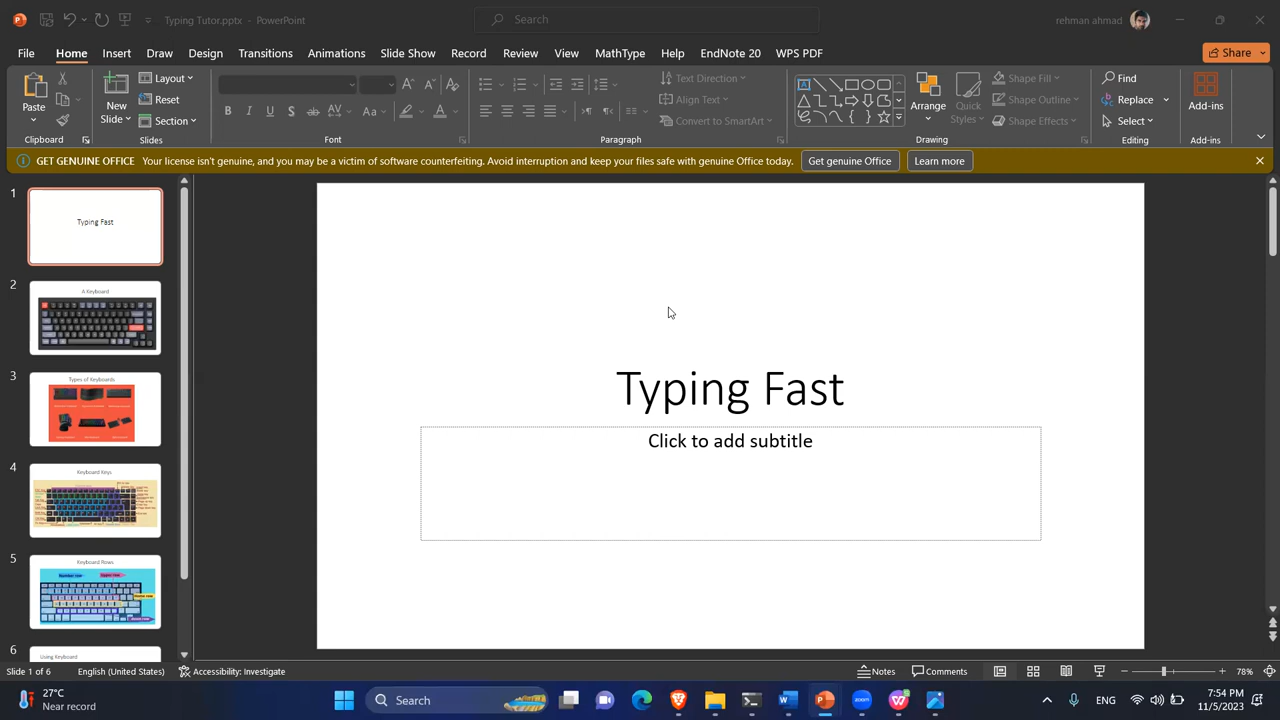 Typing Tutor.pptx - PowerPoint
Search
rehman ahmad
File Home Insert Draw Design Transitions Animations Slide Show Record Review View MathType Help EndNote 20 WPS PDF
Share
Paste
New Slide
Layout
Reset
Section
B I U S ab AV Aa A
Text Direction
Align Text
Convert to SmartArt
Arrange
Quick Styles
Shape Fill
Shape Outline
Shape Effects
Find
Replace
Select
Add-ins
Clipboard Slides Font Paragraph Drawing Editing Add-ins
GET GENUINE OFFICE Your license isn't genuine, and you may be a victim of software counterfeiting. Avoid interruption and keep your files safe with genuine Office today. Get genuine Office Learn more
1
Typing Fast
2
A Keyboard
3
Types of Keyboards
4
Keyboard Keys
5
Keyboard Rows
Number row
6
Using Keyboard
Typing Fast
Click to add subtitle
Slide 1 of 6 English (United States) Accessibility: Investigate Notes Comments 78%
27°C
Near record
Search
ENG
7:54 PM
11/5/2023